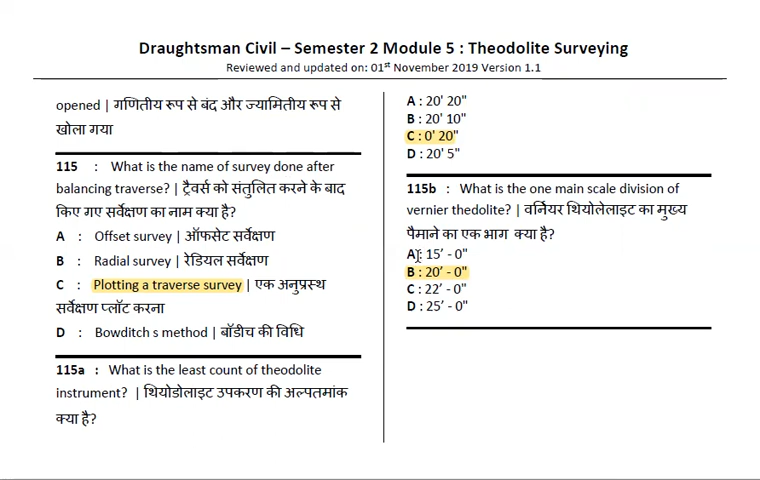 Draughtsman Civil – Semester 2 Module 5 : Theodolite Surveying
Reviewed and updated on: 01st November 2019 Version 1.1
opened | गणितीय रूप से बंद और ज्यामितीय रूप से
खोला गया
115 : What is the name of survey done after
balancing traverse? | ट्रैवर्स को संतुलित करने के बाद
किए गए सर्वेक्षण का नाम क्या है?
A : Offset survey | ऑफसेट सर्वेक्षण
B : Radial survey | रेडियल सर्वेक्षण
C : Plotting a traverse survey | एक अनुप्रस्थ
सर्वेक्षण प्लॉट करना
D : Bowditch s method | बॉडीच की विधि
115a : What is the least count of theodolite
instrument? | थियोडोलाइट उपकरण की अल्पतमांक
क्या है?
A : 20' 20"
B : 20' 10"
C : 0' 20"
D : 20' 5"
115b : What is the one main scale division of
vernier thedolite? | वर्नियर थियोलेलाइट का मुख्य
पैमाने का एक भाग क्या है?
A : 15’ - 0"
B : 20’ - 0"
C : 22’ - 0"
D : 25’ - 0"